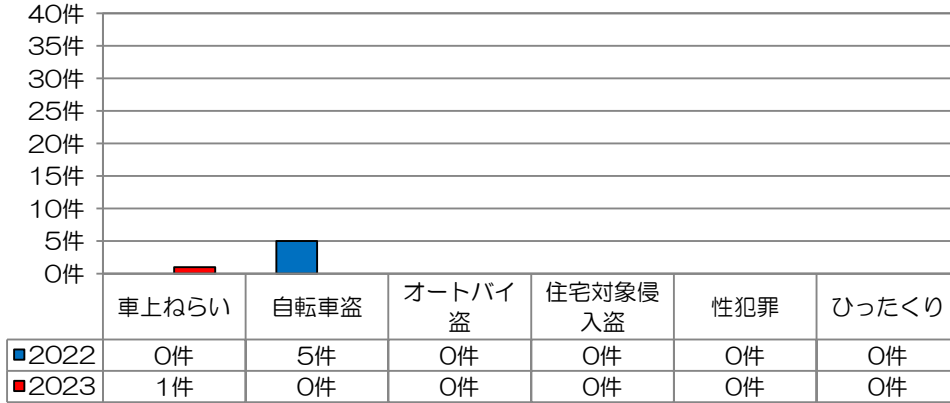 40件
35件
30件
25件
20件
15件
10件
5件
0件
車上ねらい 自転車盗 オートバイ盗 住宅対象侵入盗 性犯罪 ひったくり
2022 0件 5件 0件 0件 0件 0件
2023 1件 0件 0件 0件 0件 0件